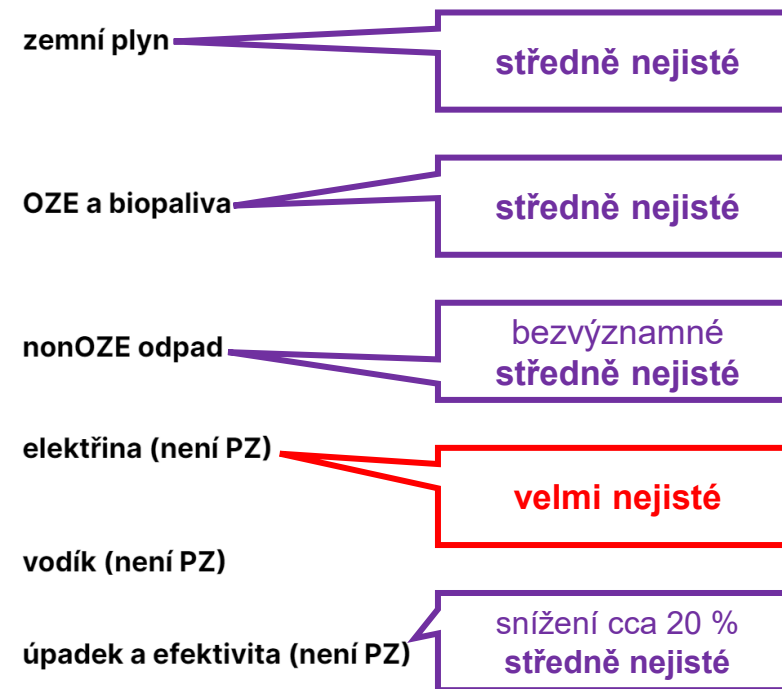 zemní plyn
středně nejisté
OZE a biopaliva
středně nejisté
nonOZE odpad
bezvýznamné
středně nejisté
elektřina (není PZ)
velmi nejisté
vodík (není PZ)
úpadek a efektivita (není PZ)
snížení cca 20 %
středně nejisté